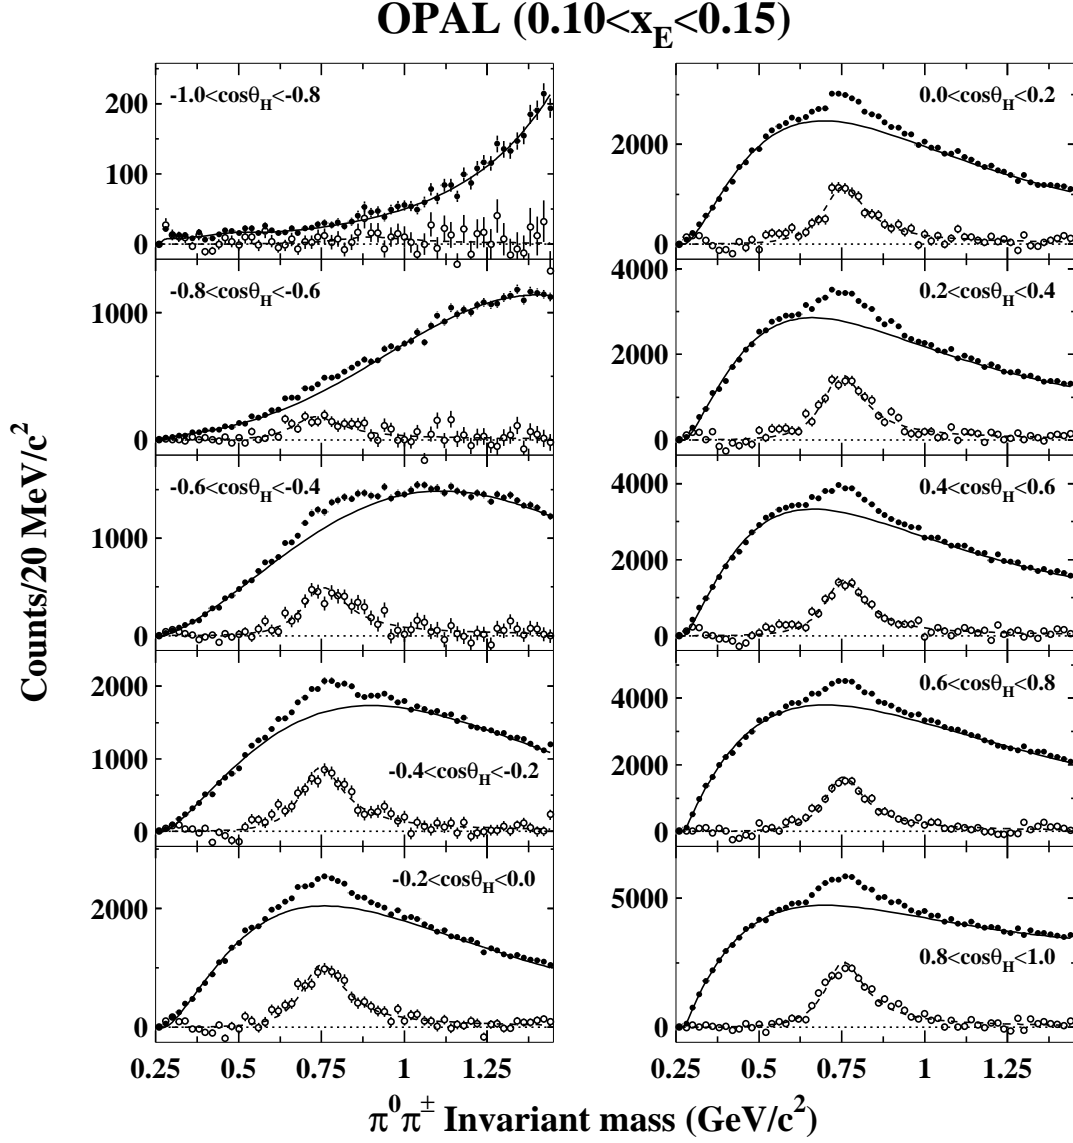 OPAL (0.10<x_E<0.15)
Counts/20 MeV/c²
-1.0<cosθ_H<-0.8
200
100
0
-0.8<cosθ_H<-0.6
1000
0
-0.6<cosθ_H<-0.4
1000
0
2000
1000
-0.4<cosθ_H<-0.2
0
-0.2<cosθ_H<0.0
2000
0
0.25 0.5 0.75 1 1.25
0.0<cosθ_H<0.2
2000
0
4000
0.2<cosθ_H<0.4
2000
0
4000
0.4<cosθ_H<0.6
2000
0
0.6<cosθ_H<0.8
4000
2000
0
5000
0.8<cosθ_H<1.0
0
0.25 0.5 0.75 1 1.25
π⁰π± Invariant mass (GeV/c²)